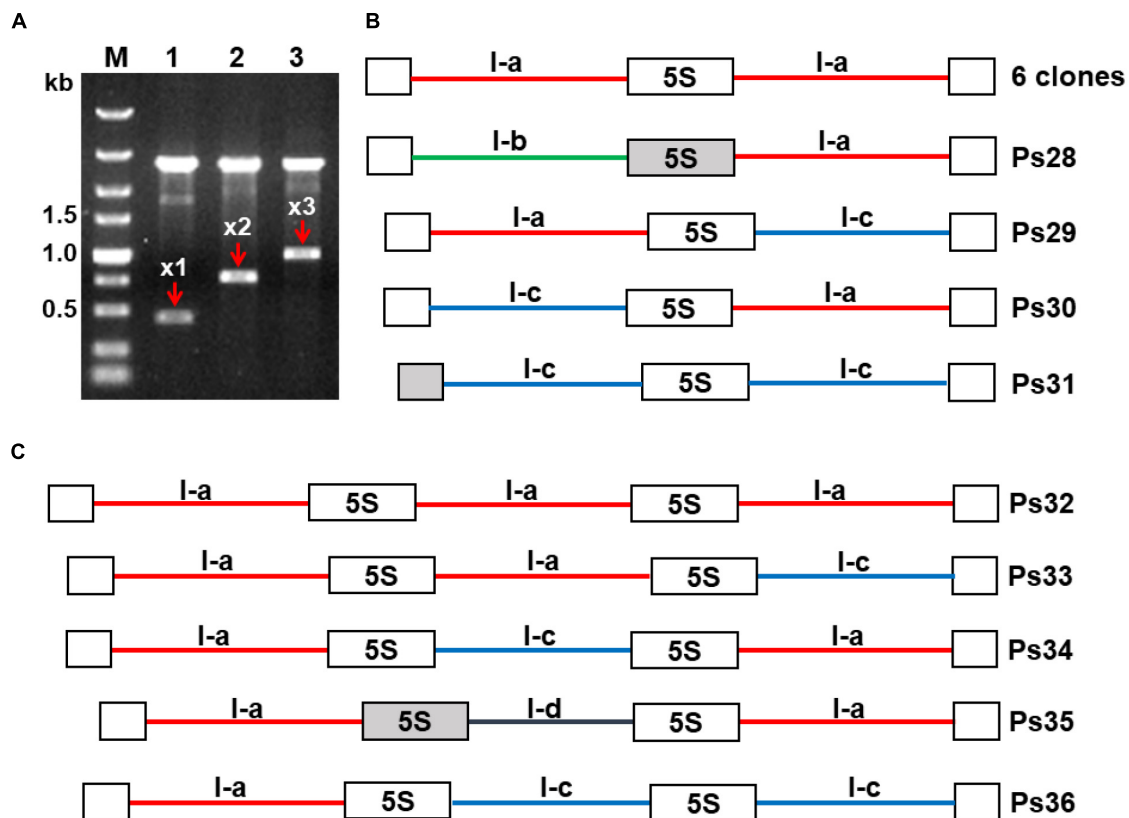 A
M 1 2 3
kb
1.5
1.0
0.5
x1
x2
x3
B
I-a 5S I-a 6 clones
I-b 5S I-a Ps28
I-a 5S I-c Ps29
I-c 5S I-a Ps30
I-c 5S I-c Ps31
C
I-a 5S I-a 5S I-a Ps32
I-a 5S I-a 5S I-c Ps33
I-a 5S I-c 5S I-a Ps34
I-a 5S I-d 5S I-a Ps35
I-a 5S I-c 5S I-c Ps36